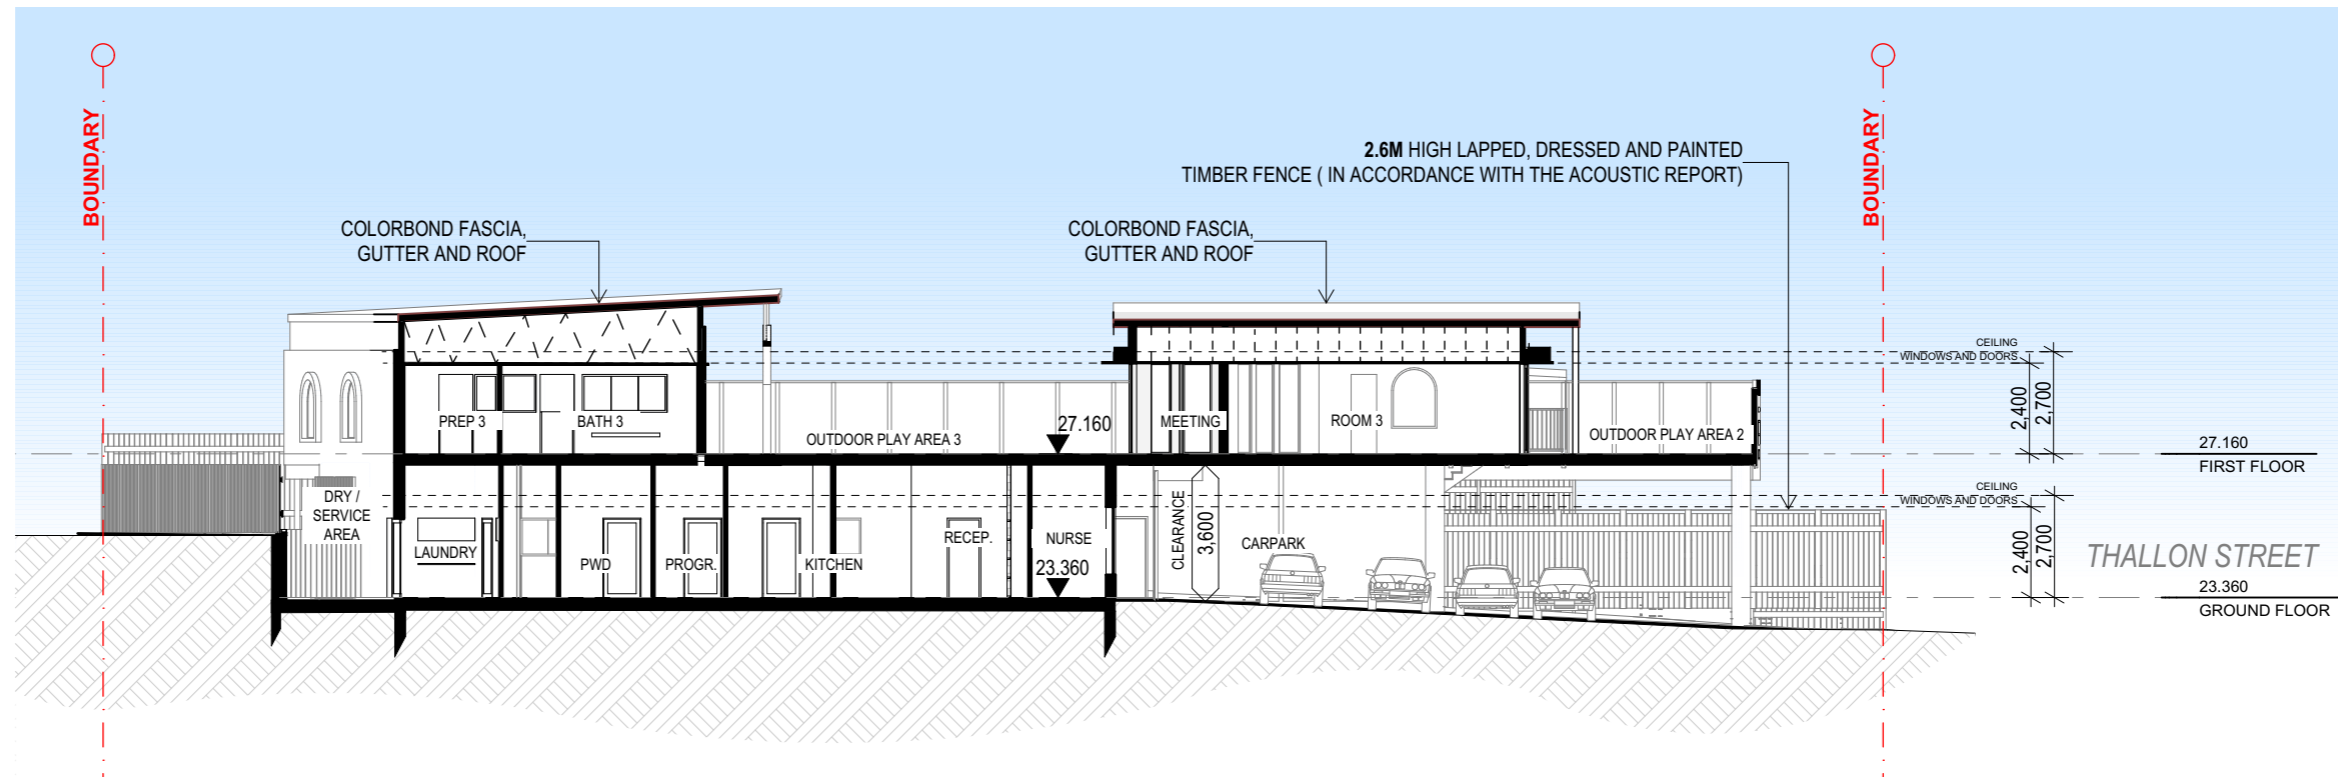 BOUNDARY
BOUNDARY
2.6M HIGH LAPPED, DRESSED AND PAINTED
TIMBER FENCE ( IN ACCORDANCE WITH THE ACOUSTIC REPORT)
COLORBOND FASCIA,
GUTTER AND ROOF
COLORBOND FASCIA,
GUTTER AND ROOF
CEILING
WINDOWS AND DOORS
2,400
2,700
PREP 3
BATH 3
OUTDOOR PLAY AREA 3
27.160
MEETING
ROOM 3
OUTDOOR PLAY AREA 2
27.160
FIRST FLOOR
CEILING
WINDOWS AND DOORS
2,400
2,700
DRY /
SERVICE
AREA
LAUNDRY
PWD
PROGR.
KITCHEN
RECEP.
NURSE
23.360
CLEARANCE
3,600
CARPARK
THALLON STREET
23.360
GROUND FLOOR